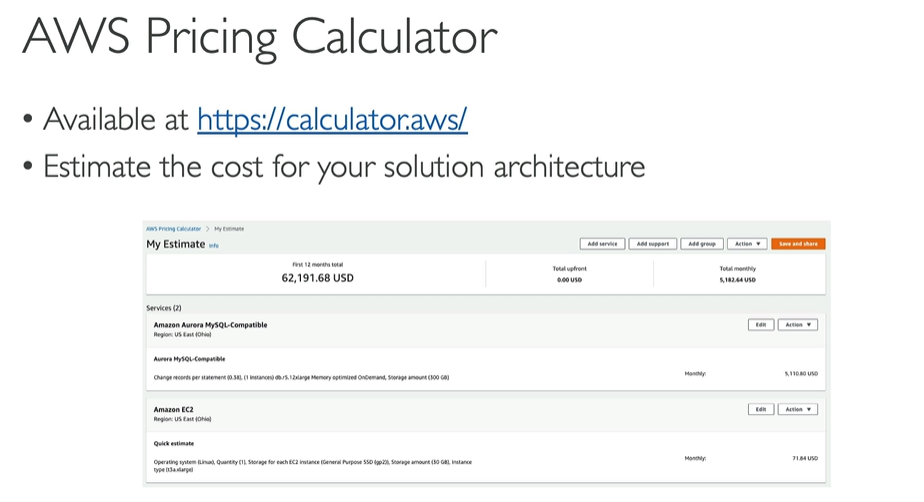 AWS Pricing Calculator
• Available at https://calculator.aws/
• Estimate the cost for your solution architecture
AWS Pricing Calculator > My Estimate
My Estimate Info
Add service Add support Add group Action ▼ Save and share
First 12 months total
62,191.68 USD
Total upfront
0.00 USD
Total monthly
5,182.64 USD
Services (2)
Amazon Aurora MySQL-Compatible
Region: US East (Ohio)
Edit Action ▼
Aurora MySQL-Compatible
Change records per statement (0.38), (1 instances) db.r5.12xlarge Memory optimized OnDemand, Storage amount (300 GB)
Monthly: 5,110.80 USD
Amazon EC2
Region: US East (Ohio)
Edit Action ▼
Quick estimate
Operating system (Linux), Quantity (1), Storage for each EC2 instance (General Purpose SSD (gp2)), Storage amount (30 GB), Instance
type (t3a.xlarge)
Monthly: 71.84 USD